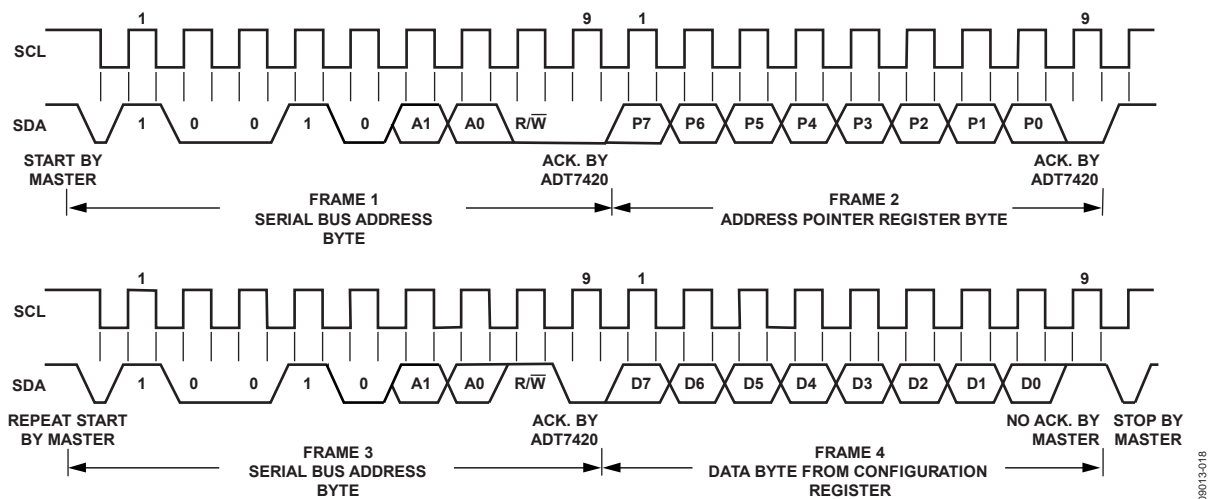 1 9 1 9
SCL
SDA 1 0 0 1 0 A1 A0 R/W̅ P7 P6 P5 P4 P3 P2 P1 P0
START BY MASTER
ACK. BY ADT7420
ACK. BY ADT7420
FRAME 1
SERIAL BUS ADDRESS
BYTE
FRAME 2
ADDRESS POINTER REGISTER BYTE
1 9 1 9
SCL
SDA 1 0 0 1 0 A1 A0 R/W̅ D7 D6 D5 D4 D3 D2 D1 D0
REPEAT START
BY MASTER
ACK. BY
ADT7420
NO ACK. BY
MASTER
STOP BY
MASTER
FRAME 3
SERIAL BUS ADDRESS
BYTE
FRAME 4
DATA BYTE FROM CONFIGURATION
REGISTER
09013-018